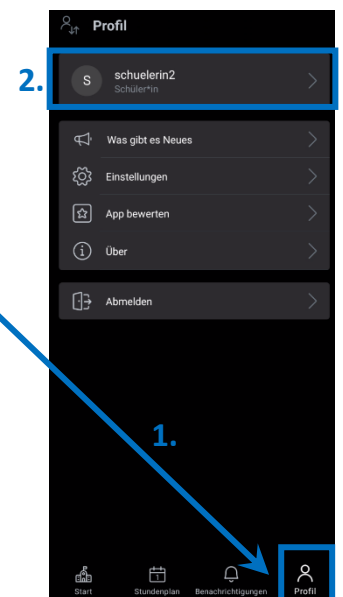 Profil
2.
S
schuelerin2
Schüler*in
Was gibt es Neues
Einstellungen
App bewerten
Über
Abmelden
1.
1
Start
Stundenplan
Benachrichtigungen
Profil